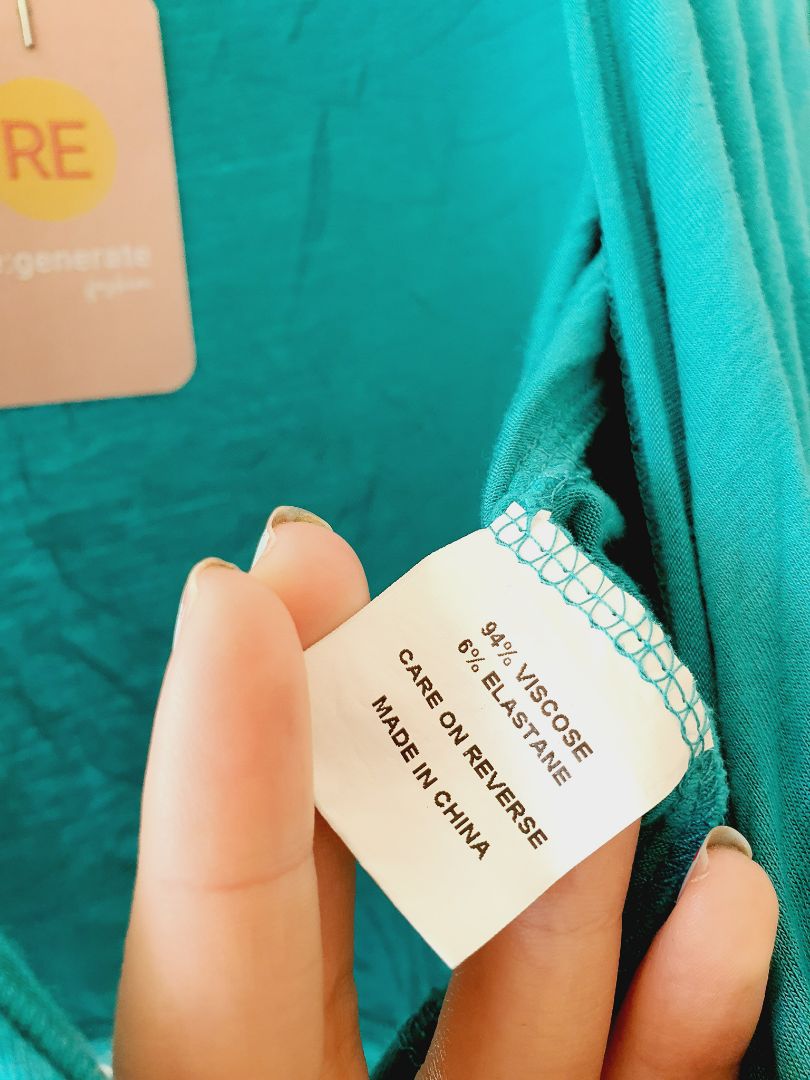 RE
:generate
94% VISCOSE
6% ELASTANE
CARE ON REVERSE
MADE IN CHINA